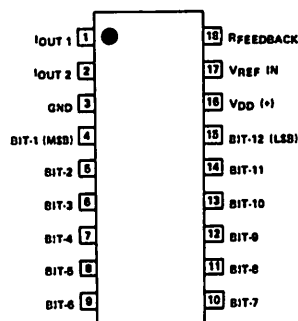 IOUT 1 1
IOUT 2 2
GND 3
BIT-1 (MSB) 4
BIT-2 5
BIT-3 6
BIT-4 7
BIT-5 8
BIT-6 9
18 RFEEDBACK
17 VREF IN
16 VDD (+)
15 BIT-12 (LSB)
14 BIT-11
13 BIT-10
12 BIT-9
11 BIT-8
10 BIT-7